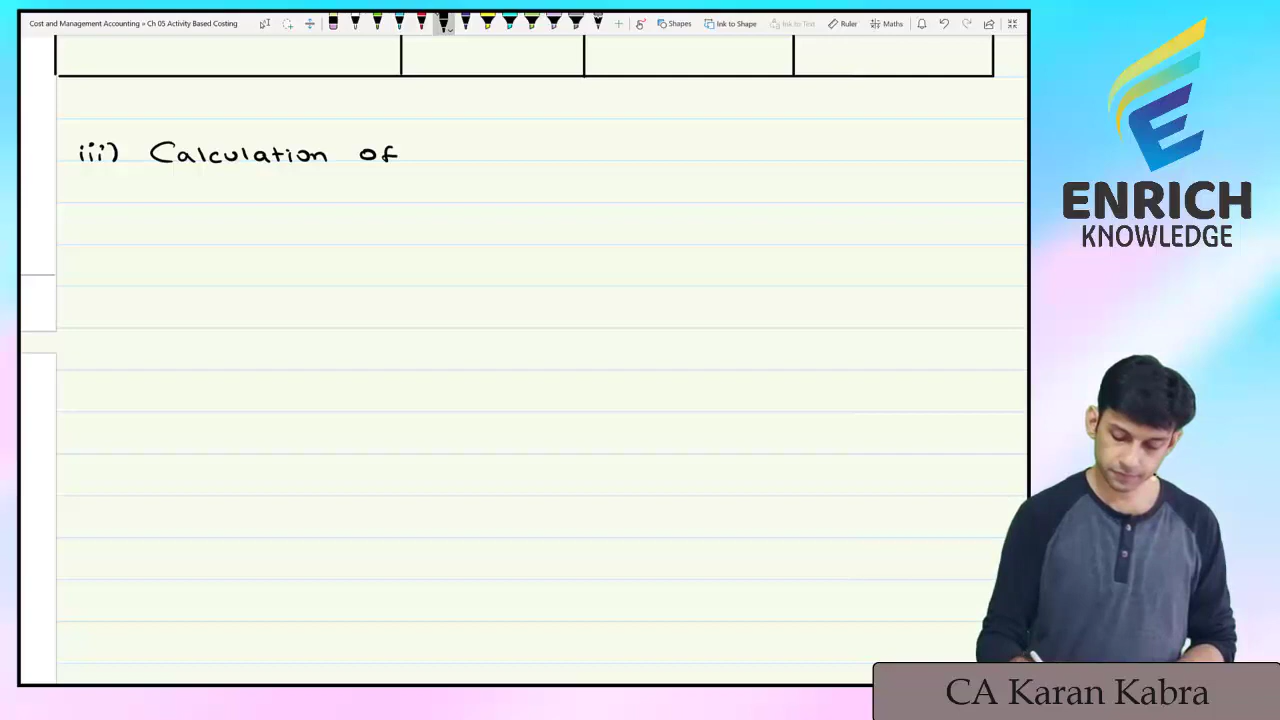 Cost and Management Accounting » Ch 05 Activity Based Costing
Shapes
Ink to Shape
Ink to Text
Ruler
Maths
iii) Calculation of
ENRICH
KNOWLEDGE
CA Karan Kabra